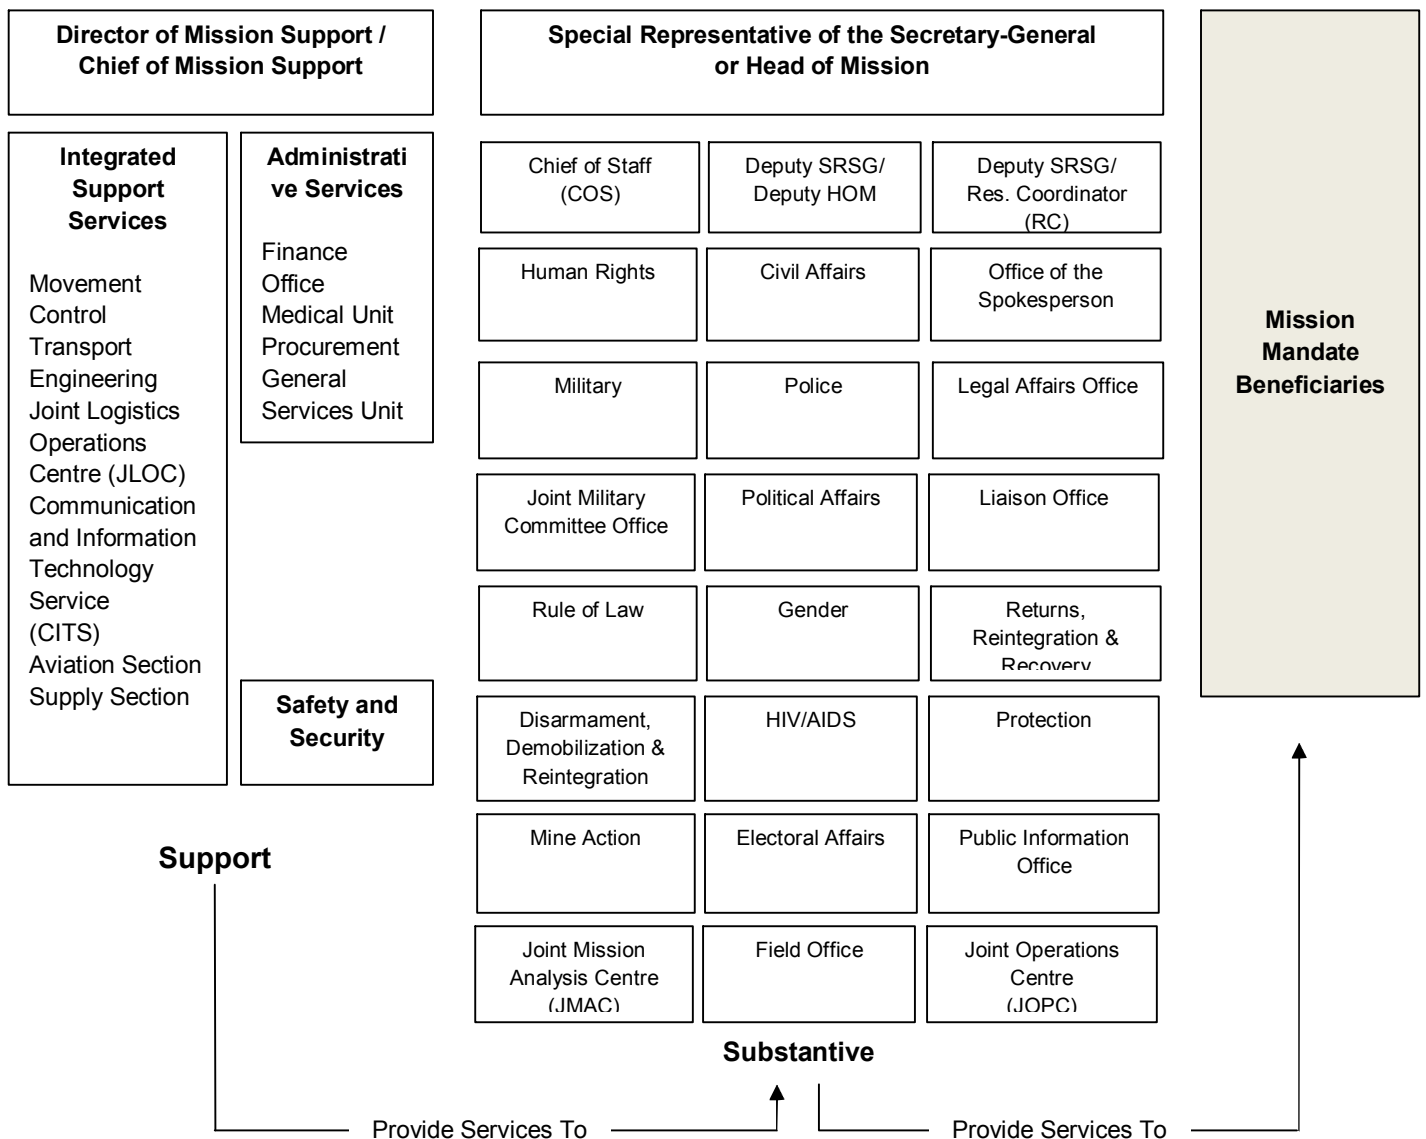 Director of Mission Support /
Chief of Mission Support
Special Representative of the Secretary-General
or Head of Mission
Integrated
Support
Services
Movement
Control
Transport
Engineering
Joint Logistics
Operations
Centre (JLOC)
Communication
and Information
Technology
Service
(CITS)
Aviation Section
Supply Section
Administrati
ve Services
Finance
Office
Medical Unit
Procurement
General
Services Unit
Safety and
Security
Support
Chief of Staff
(COS)
Deputy SRSG/
Deputy HOM
Deputy SRSG/
Res. Coordinator
(RC)
Human Rights
Civil Affairs
Office of the
Spokesperson
Military
Police
Legal Affairs Office
Joint Military
Committee Office
Political Affairs
Liaison Office
Rule of Law
Gender
Returns,
Reintegration &
Recovery
Disarmament,
Demobilization &
Reintegration
HIV/AIDS
Protection
Mine Action
Electoral Affairs
Public Information
Office
Joint Mission
Analysis Centre
(JMAC)
Field Office
Joint Operations
Centre
(JOPC)
Substantive
Mission
Mandate
Beneficiaries
Provide Services To
Provide Services To